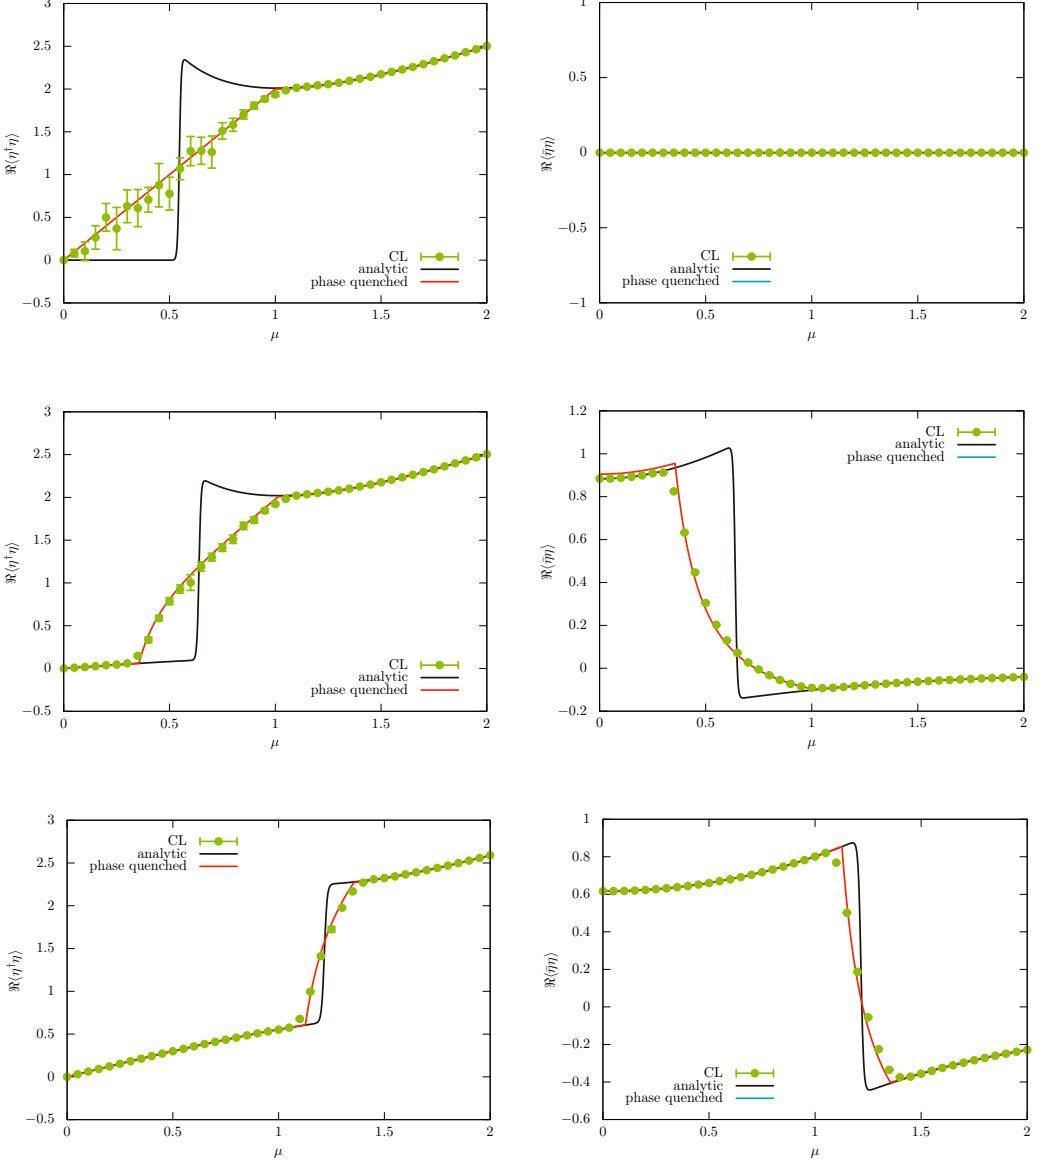 3
2.5
2
1.5
1
0.5
0
−0.5
0 0.5 1 1.5 2
μ
ℜ⟨η†η⟩
CL
analytic
phase quenched
1
0.5
0
−0.5
−1
0 0.5 1 1.5 2
μ
ℜ⟨η̄η⟩
CL
analytic
phase quenched
3
2.5
2
1.5
1
0.5
0
−0.5
0 0.5 1 1.5 2
μ
ℜ⟨η†η⟩
CL
analytic
phase quenched
1.2
1
0.8
0.6
0.4
0.2
0
−0.2
0 0.5 1 1.5 2
μ
ℜ⟨η̄η⟩
CL
analytic
phase quenched
3
2.5
2
1.5
1
0.5
0
−0.5
0 0.5 1 1.5 2
μ
ℜ⟨η†η⟩
CL
analytic
phase quenched
1
0.8
0.6
0.4
0.2
0
−0.2
−0.4
−0.6
0 0.5 1 1.5 2
μ
ℜ⟨η̄η⟩
CL
analytic
phase quenched